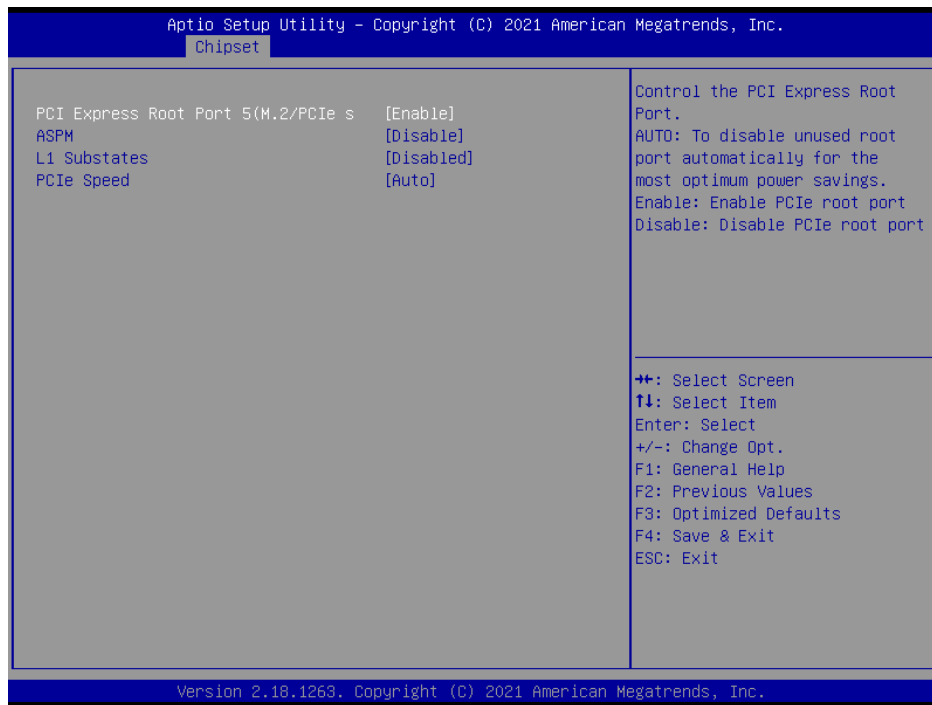 Aptio Setup Utility – Copyright (C) 2021 American Megatrends, Inc.
Chipset
PCI Express Root Port 5(M.2/PCIe s [Enable]
ASPM [Disable]
L1 Substates [Disabled]
PCIe Speed [Auto]
Control the PCI Express Root
Port.
AUTO: To disable unused root
port automatically for the
most optimum power savings.
Enable: Enable PCIe root port
Disable: Disable PCIe root port
→←: Select Screen
↑↓: Select Item
Enter: Select
+/-: Change Opt.
F1: General Help
F2: Previous Values
F3: Optimized Defaults
F4: Save & Exit
ESC: Exit
Version 2.18.1263. Copyright (C) 2021 American Megatrends, Inc.